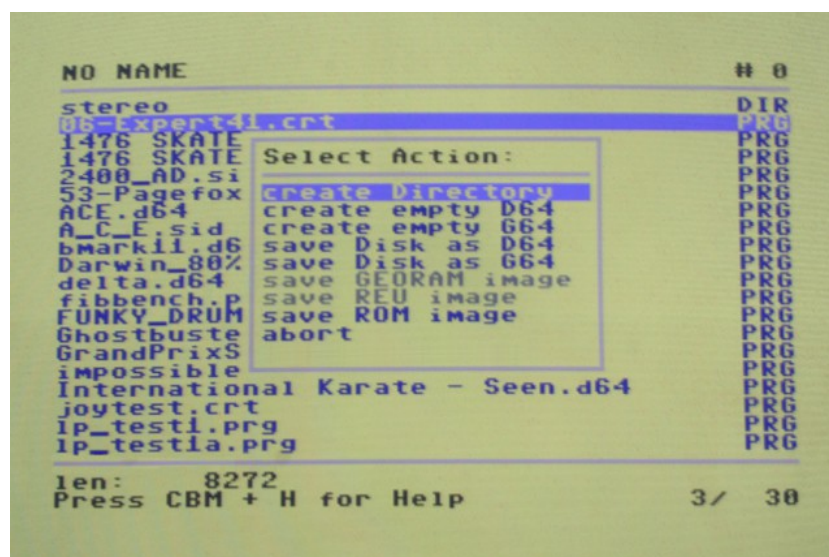 NO NAME # 0
stereo DIR
06-Expert41.crt PRG
1476 SKATE PRG
1476 SKATE Select Action: PRG
2400_AD.si PRG
53-Pagefox create Directory PRG
ACE.d64 create empty D64 PRG
A_C_E.sid create empty G64 PRG
bmark11.d6 save Disk as D64 PRG
Darwin_80% save Disk as G64 PRG
delta.d64 save GEORAM image PRG
fibbench.p save REU image PRG
FUNKY_DRUM save ROM image PRG
Ghostbuste abort PRG
GrandPrixS PRG
impossible PRG
International Karate - Seen.d64 PRG
joytest.crt PRG
lp_test1.prg PRG
lp_test1a.prg PRG
len: 8272
Press CBM + H for Help 3/ 30